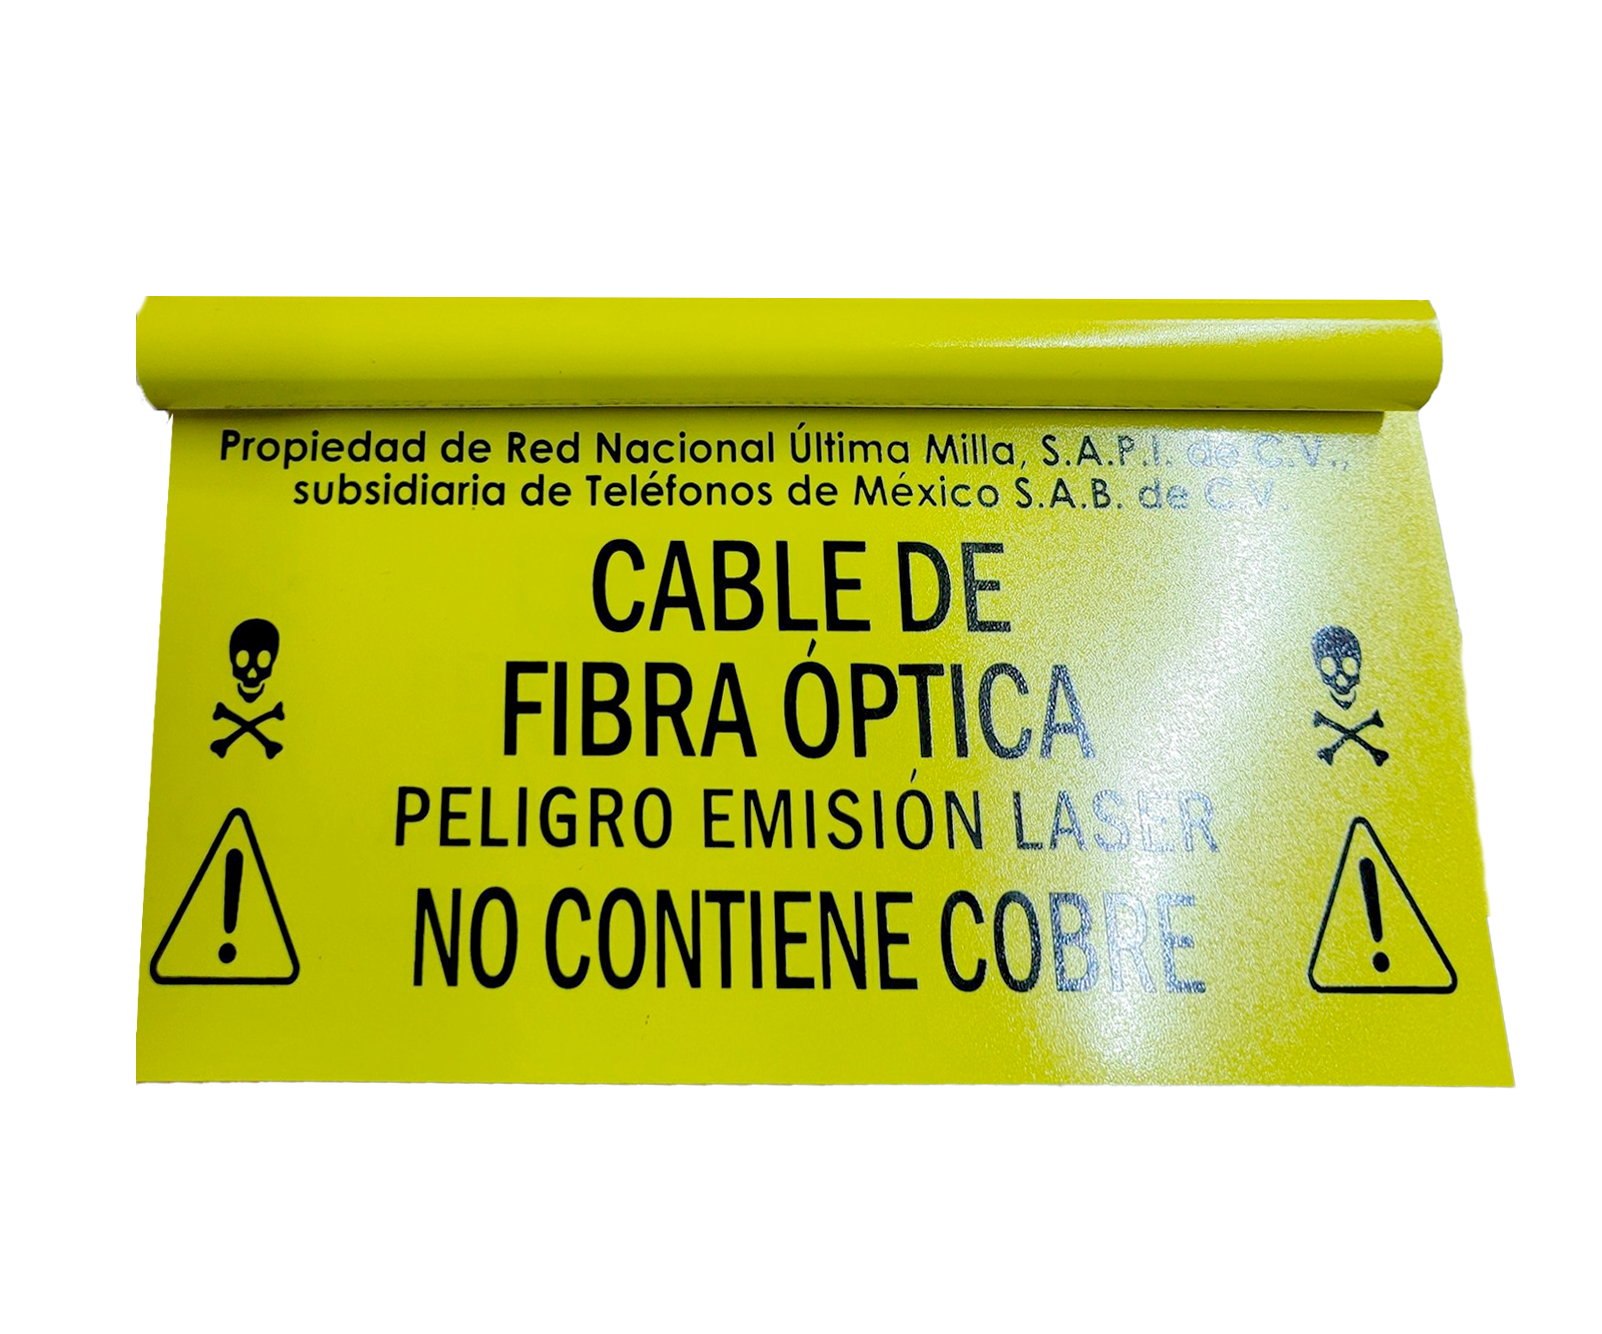 Propiedad de Red Nacional Última Milla, S.A.P.I. de C.V.,
subsidiaria de Teléfonos de México S.A.B. de C.V.
CABLE DE
FIBRA ÓPTICA
PELIGRO EMISIÓN LASER
NO CONTIENE COBRE